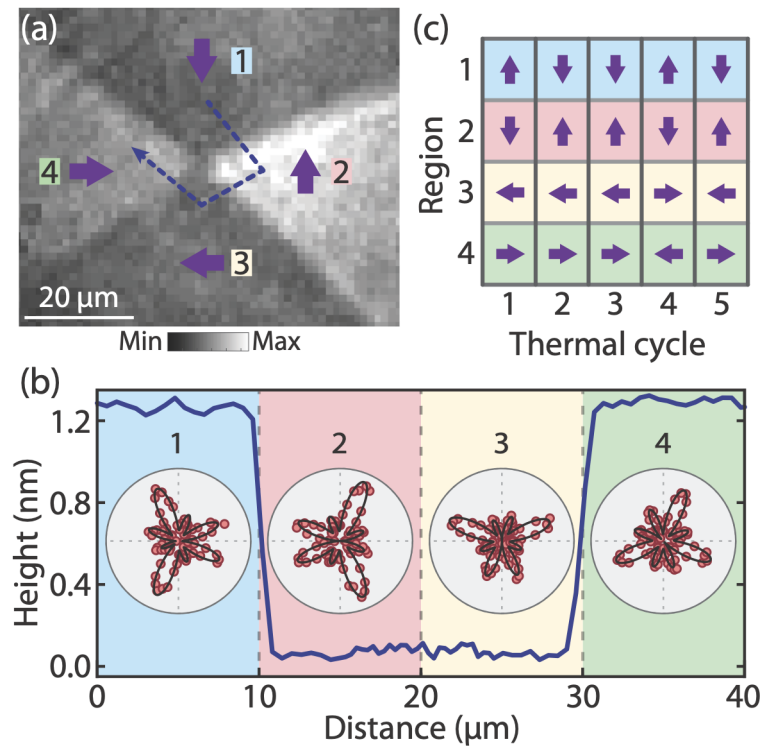 (a)
1
4
2
3
20 μm
Min Max
(c)
Region
1
2
3
4
1 2 3 4 5
Thermal cycle
(b)
Height (nm)
1.2
0.8
0.4
0.0
1 2 3 4
0 10 20 30 40
Distance (μm)